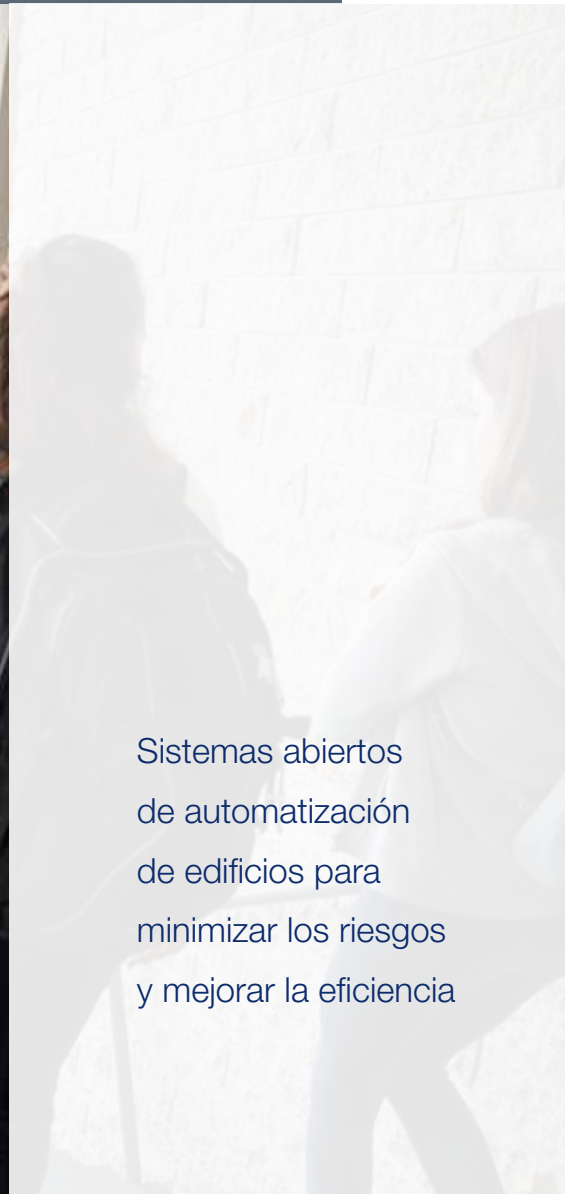 Sistemas abiertos
de automatización
de edificios para
minimizar los riesgos
y mejorar la eficiencia